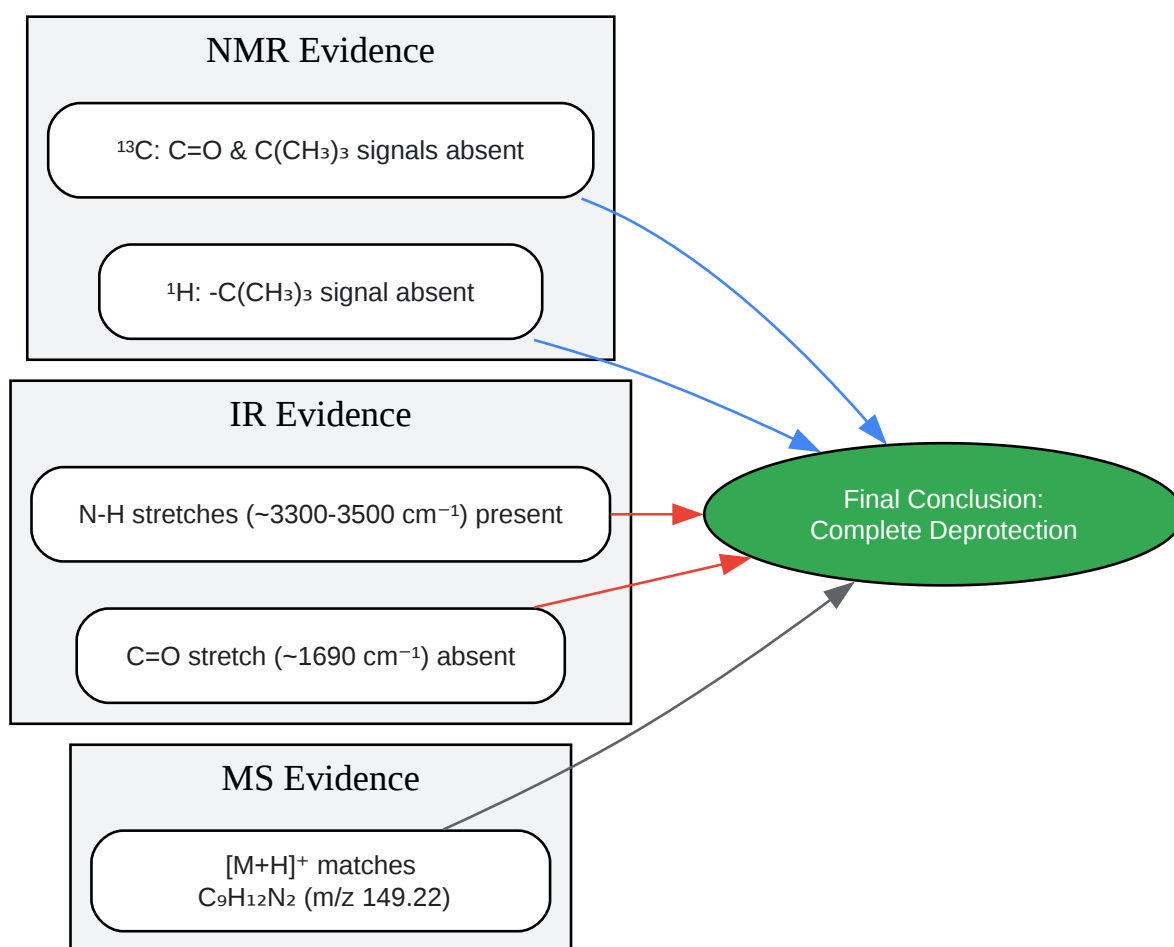 NMR Evidence
¹³C: C=O & C(CH₃)₃ signals absent
¹H: -C(CH₃)₃ signal absent
IR Evidence
N-H stretches (~3300-3500 cm⁻¹) present
C=O stretch (~1690 cm⁻¹) absent
MS Evidence
[M+H]⁺ matches
C₉H₁₂N₂ (m/z 149.22)
Final Conclusion:
Complete Deprotection